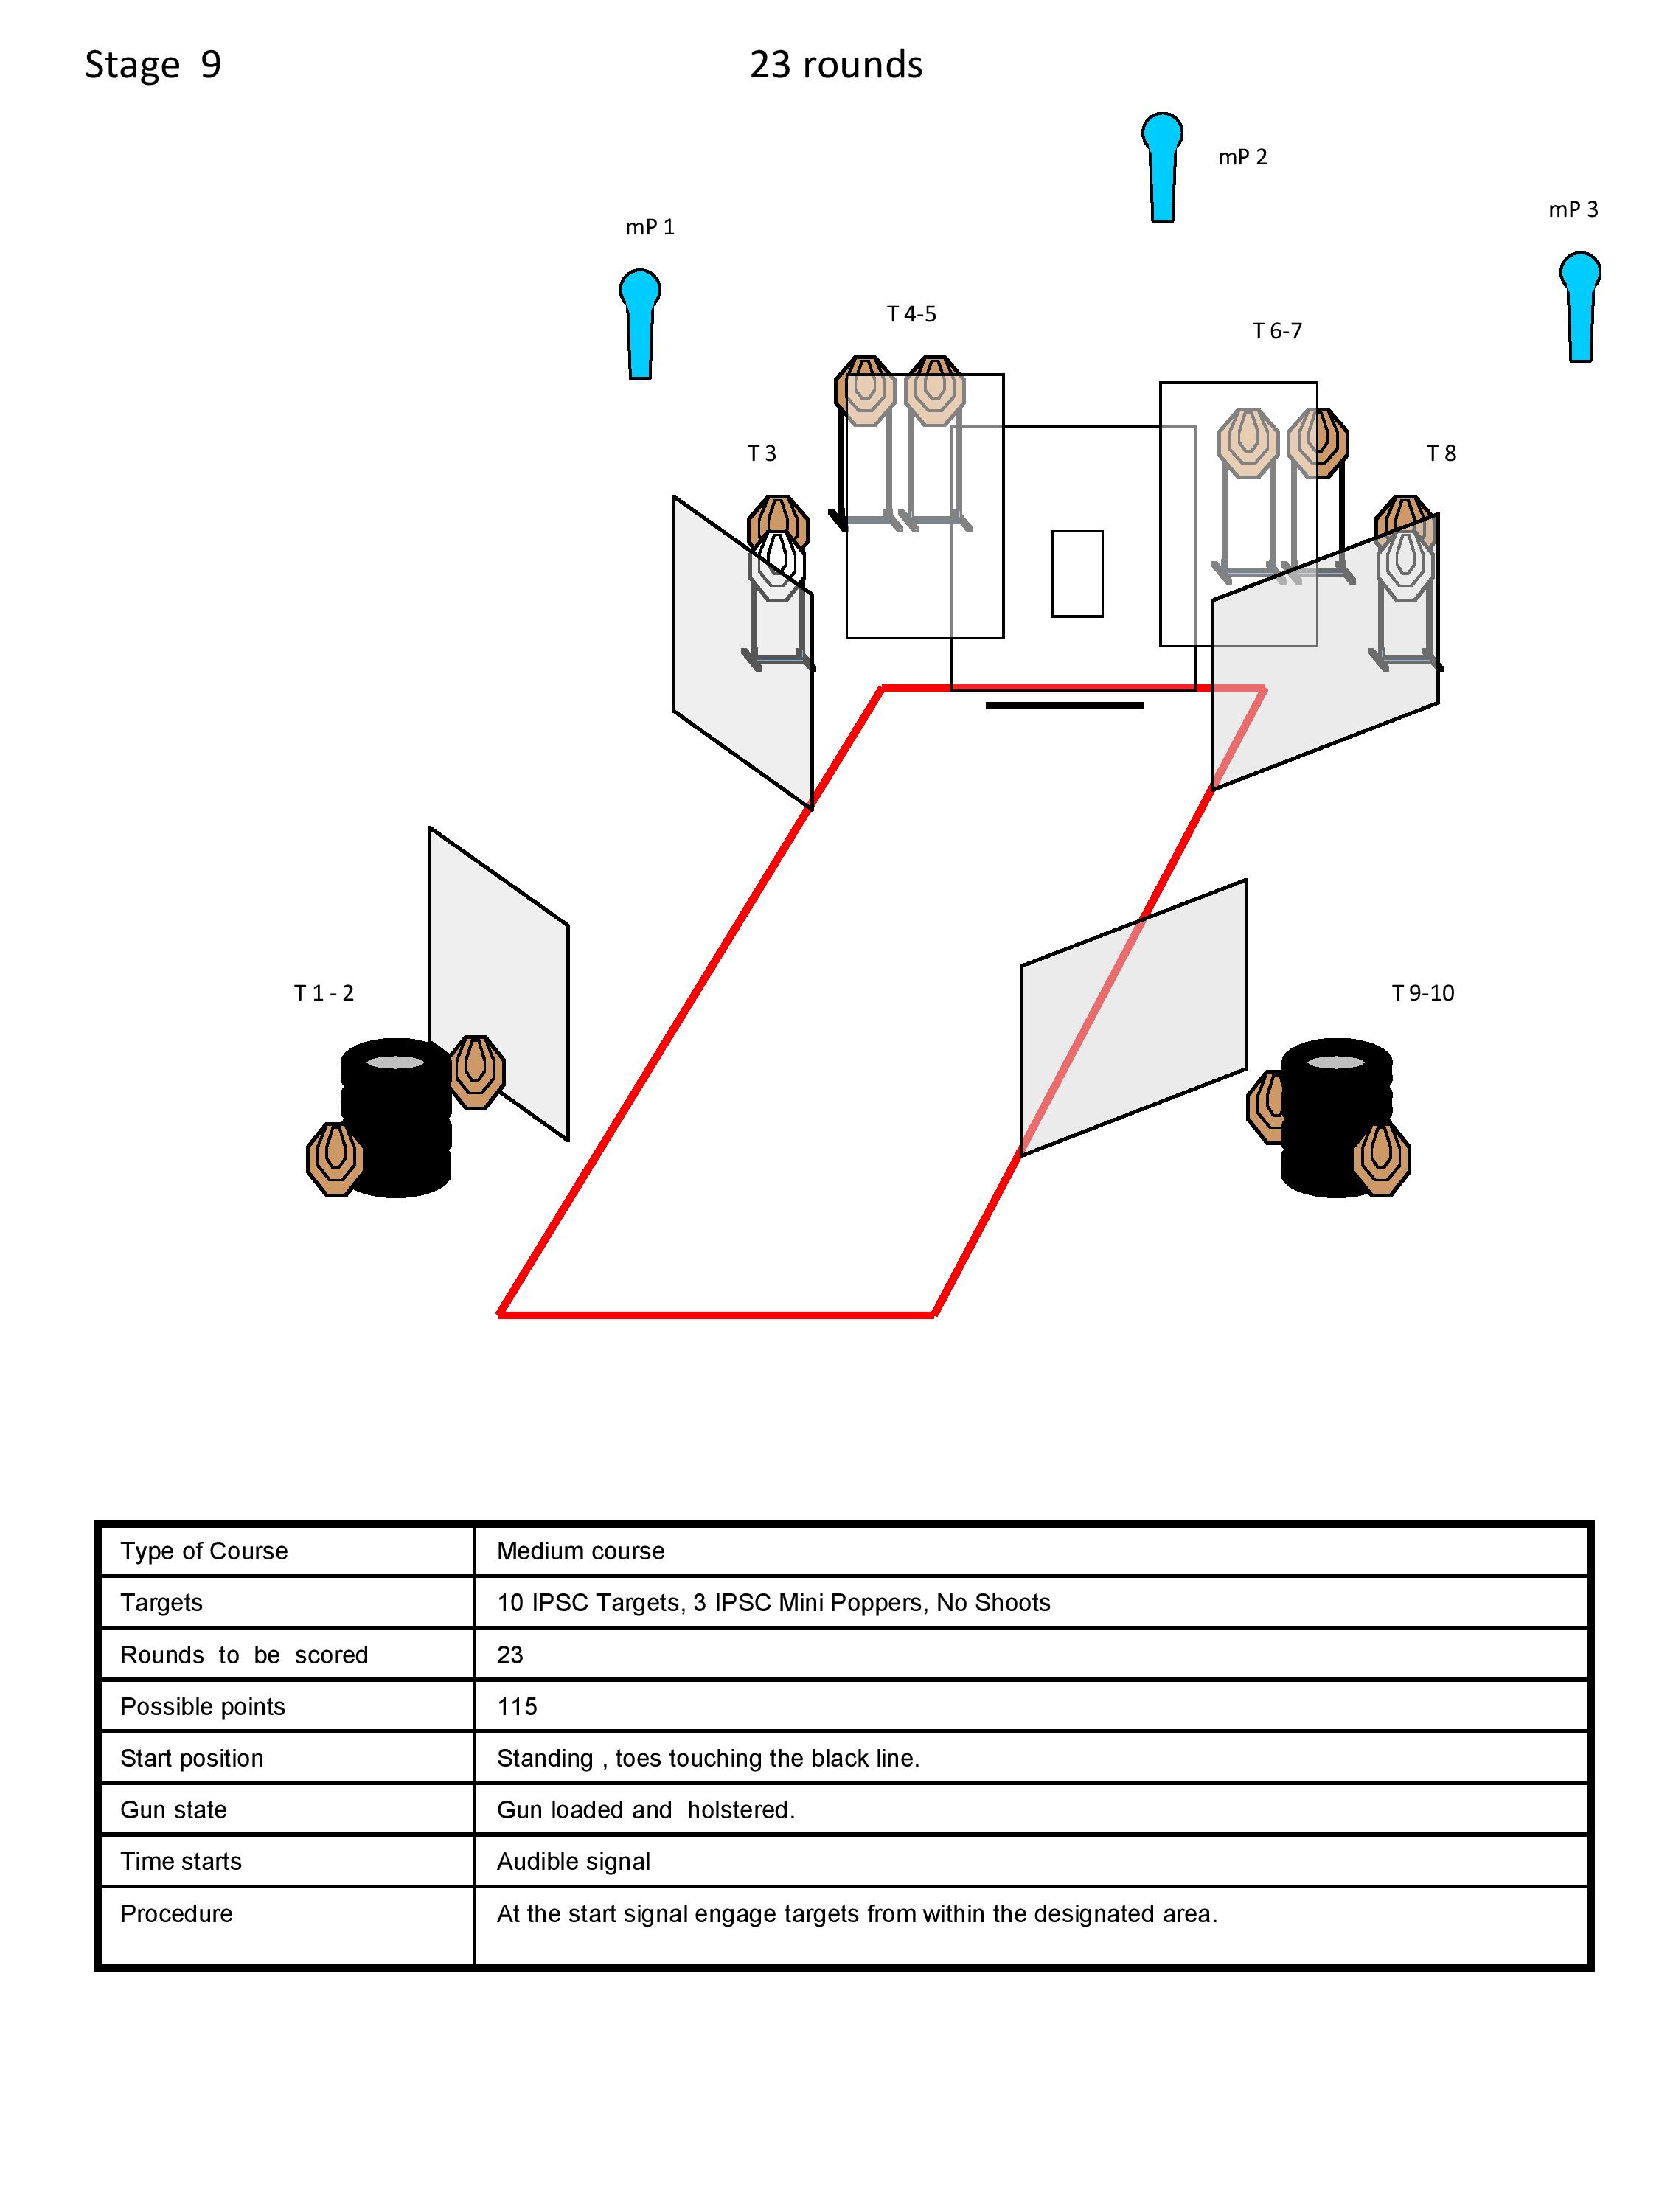 Stage 9
23 rounds
mP 2
mP 3
mP 1
T 4-5
T 6-7
T 3
T 8
T 1 - 2
T 9-10
Type of Course
Medium course
Targets
10 IPSC Targets, 3 IPSC Mini Poppers, No Shoots
Rounds to be scored
23
Possible points
115
Start position
Standing , toes touching the black line.
Gun state
Gun loaded and holstered.
Time starts
Audible signal
Procedure
At the start signal engage targets from within the designated area.